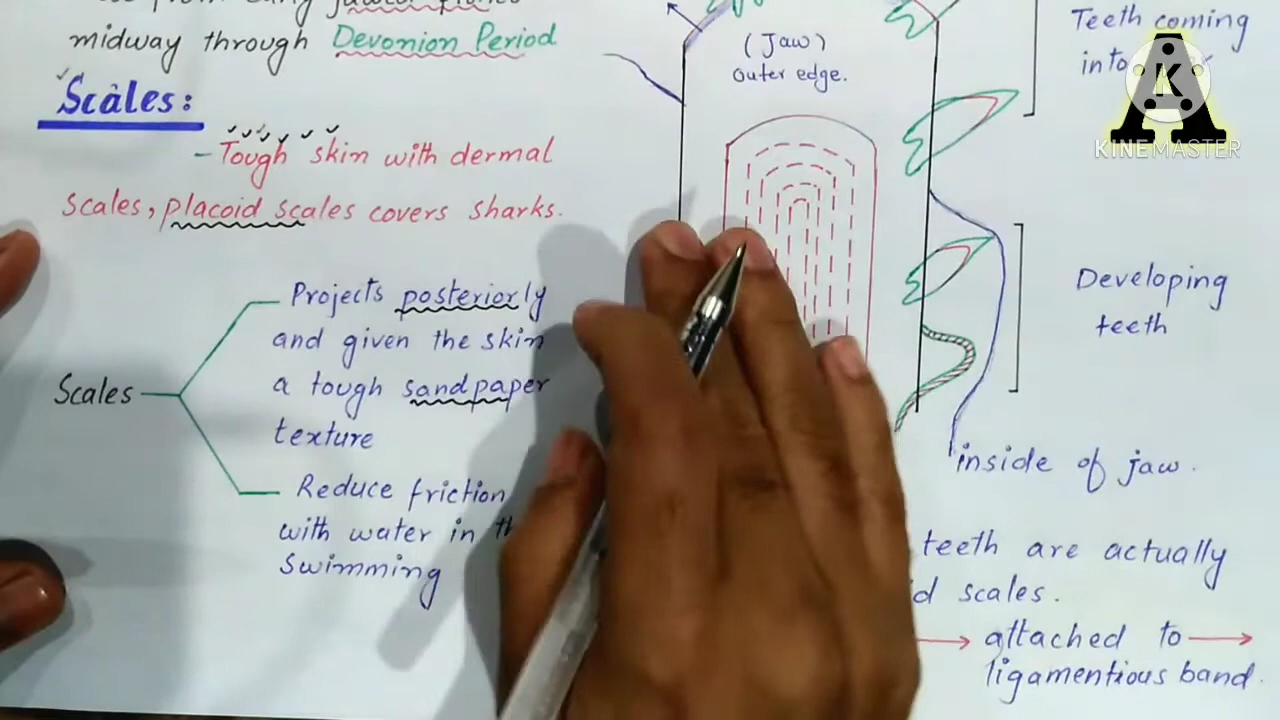 midway through Devonion Period
Scales:
- Tough skin with dermal
scales, placoid scales covers sharks.
Scales
Projects posteriorly
and given the skin
a tough sandpaper
texture
Reduce friction
with water in
swimming
(Jaw)
outer edge.
Teeth coming
into
Developing
teeth
inside of jaw.
teeth are actually
scales.
attached to
ligamentious band.
K
A
KINEMASTER